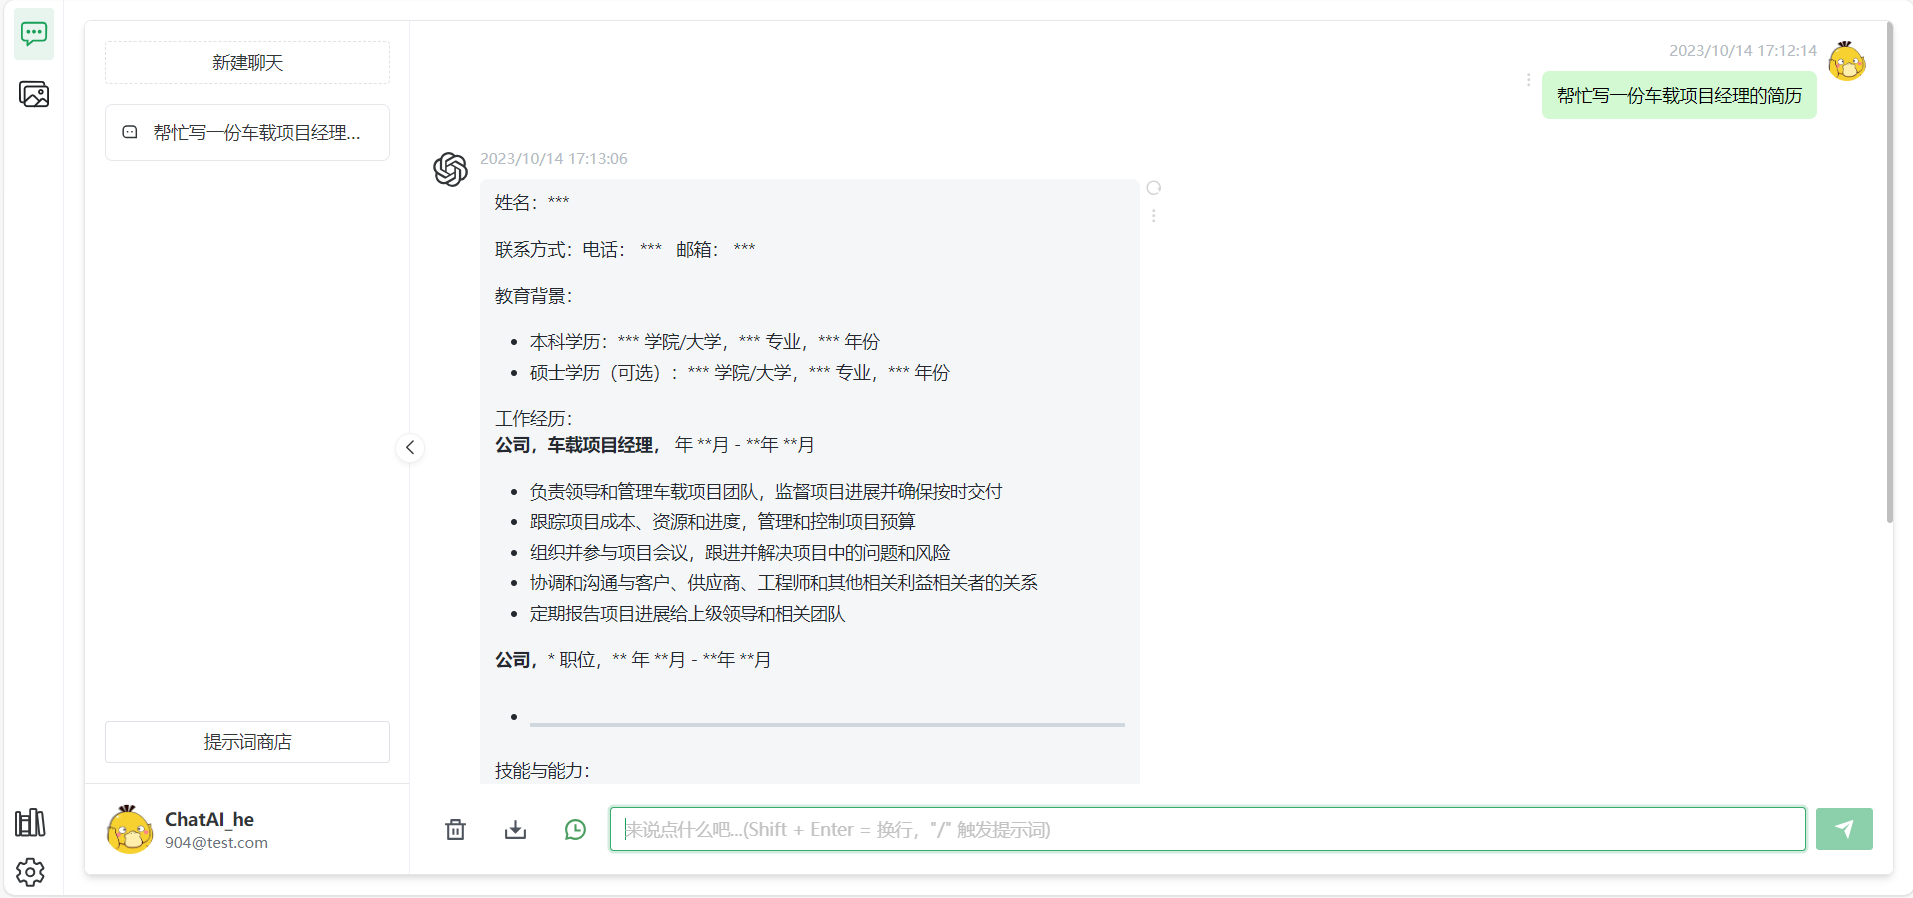 新建聊天
帮忙写一份车载项目经理...
提示词商店
ChatAI_he
904@test.com
2023/10/14 17:12:14
帮忙写一份车载项目经理的简历
2023/10/14 17:13:06
姓名：***
联系方式：电话： *** 邮箱： ***
教育背景：
本科学历：*** 学院/大学，*** 专业，*** 年份
硕士学历（可选）：*** 学院/大学，*** 专业，*** 年份
工作经历：
公司，车载项目经理， 年 **月 - **年 **月
负责领导和管理车载项目团队，监督项目进展并确保按时交付
跟踪项目成本、资源和进度，管理和控制项目预算
组织并参与项目会议，跟进并解决项目中的问题和风险
协调和沟通与客户、供应商、工程师和其他相关利益相关者的关系
定期报告项目进展给上级领导和相关团队
公司，* 职位，** 年 **月 - **年 **月
技能与能力：
来说点什么吧...(Shift + Enter = 换行，"/" 触发提示词)